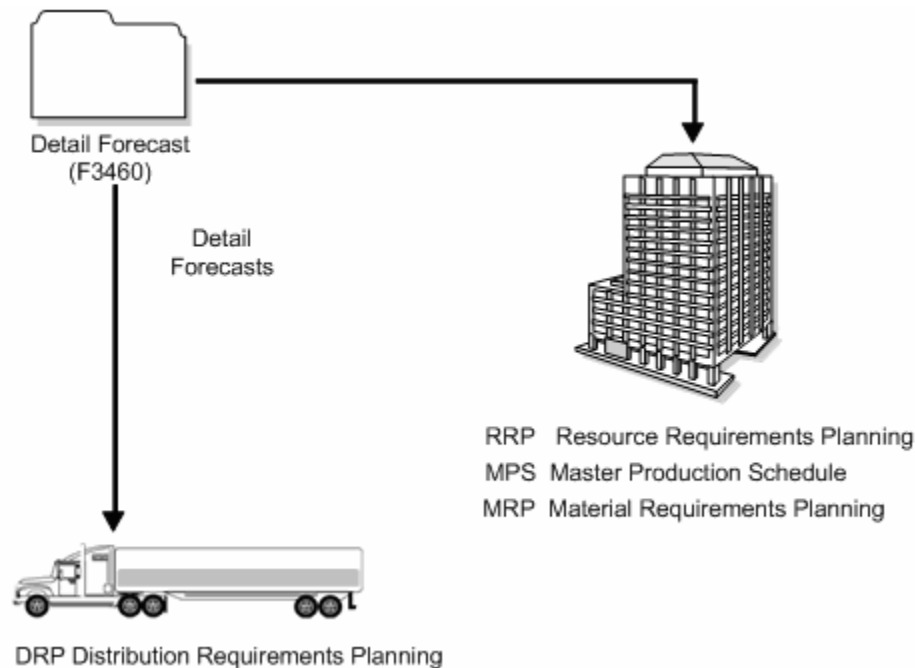 Detail Forecast
(F3460)
Detail
Forecasts
RRP Resource Requirements Planning
MPS Master Production Schedule
MRP Material Requirements Planning
DRP Distribution Requirements Planning